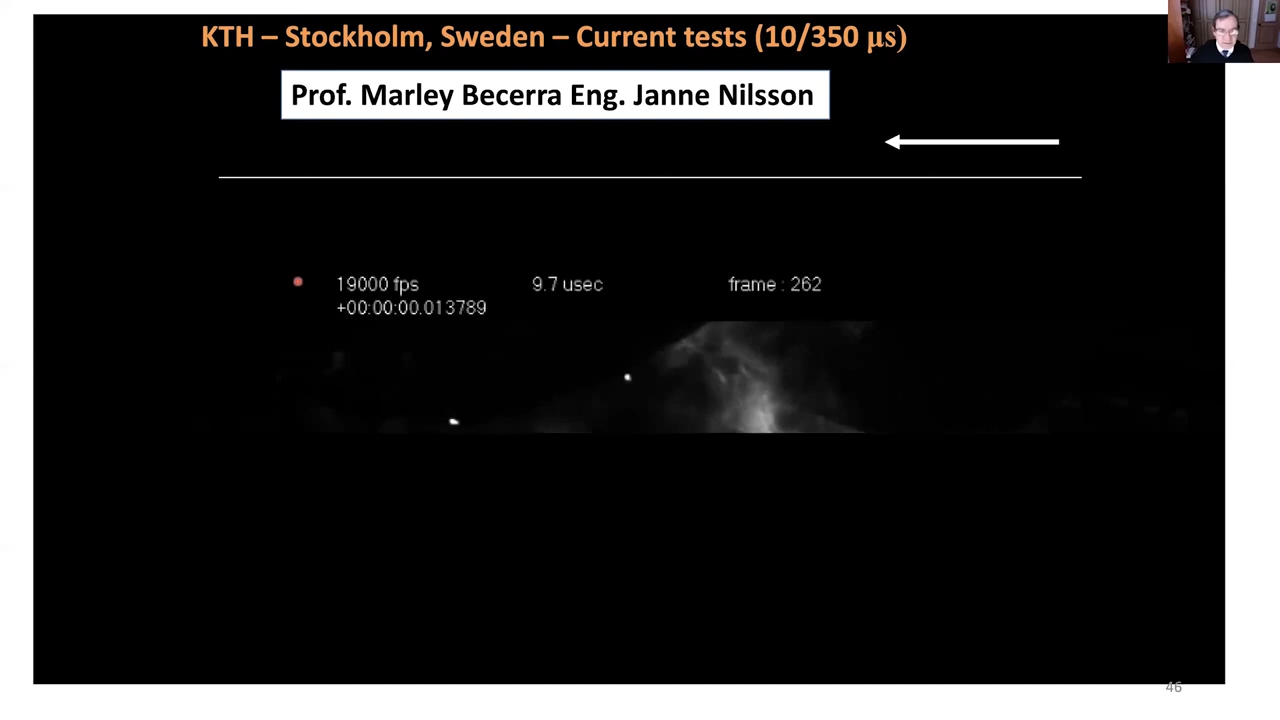 KTH – Stockholm, Sweden – Current tests (10/350 μs)
Prof. Marley Becerra Eng. Janne Nilsson
19000 fps 9.7 usec frame : 262
+00:00:00.013789
46